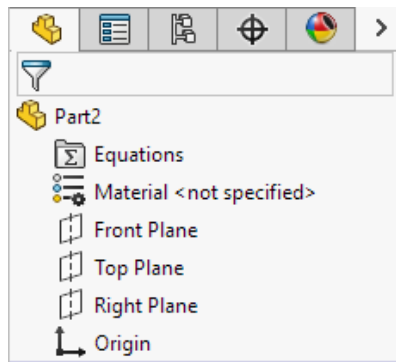 Part2
Equations
Material <not specified>
Front Plane
Top Plane
Right Plane
Origin